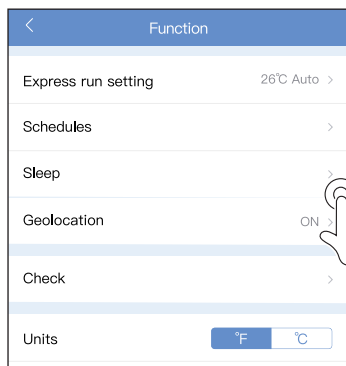 Function
Express run setting 26℃ Auto >
Schedules >
Sleep >
Geolocation ON >
Check >
Units °F ℃